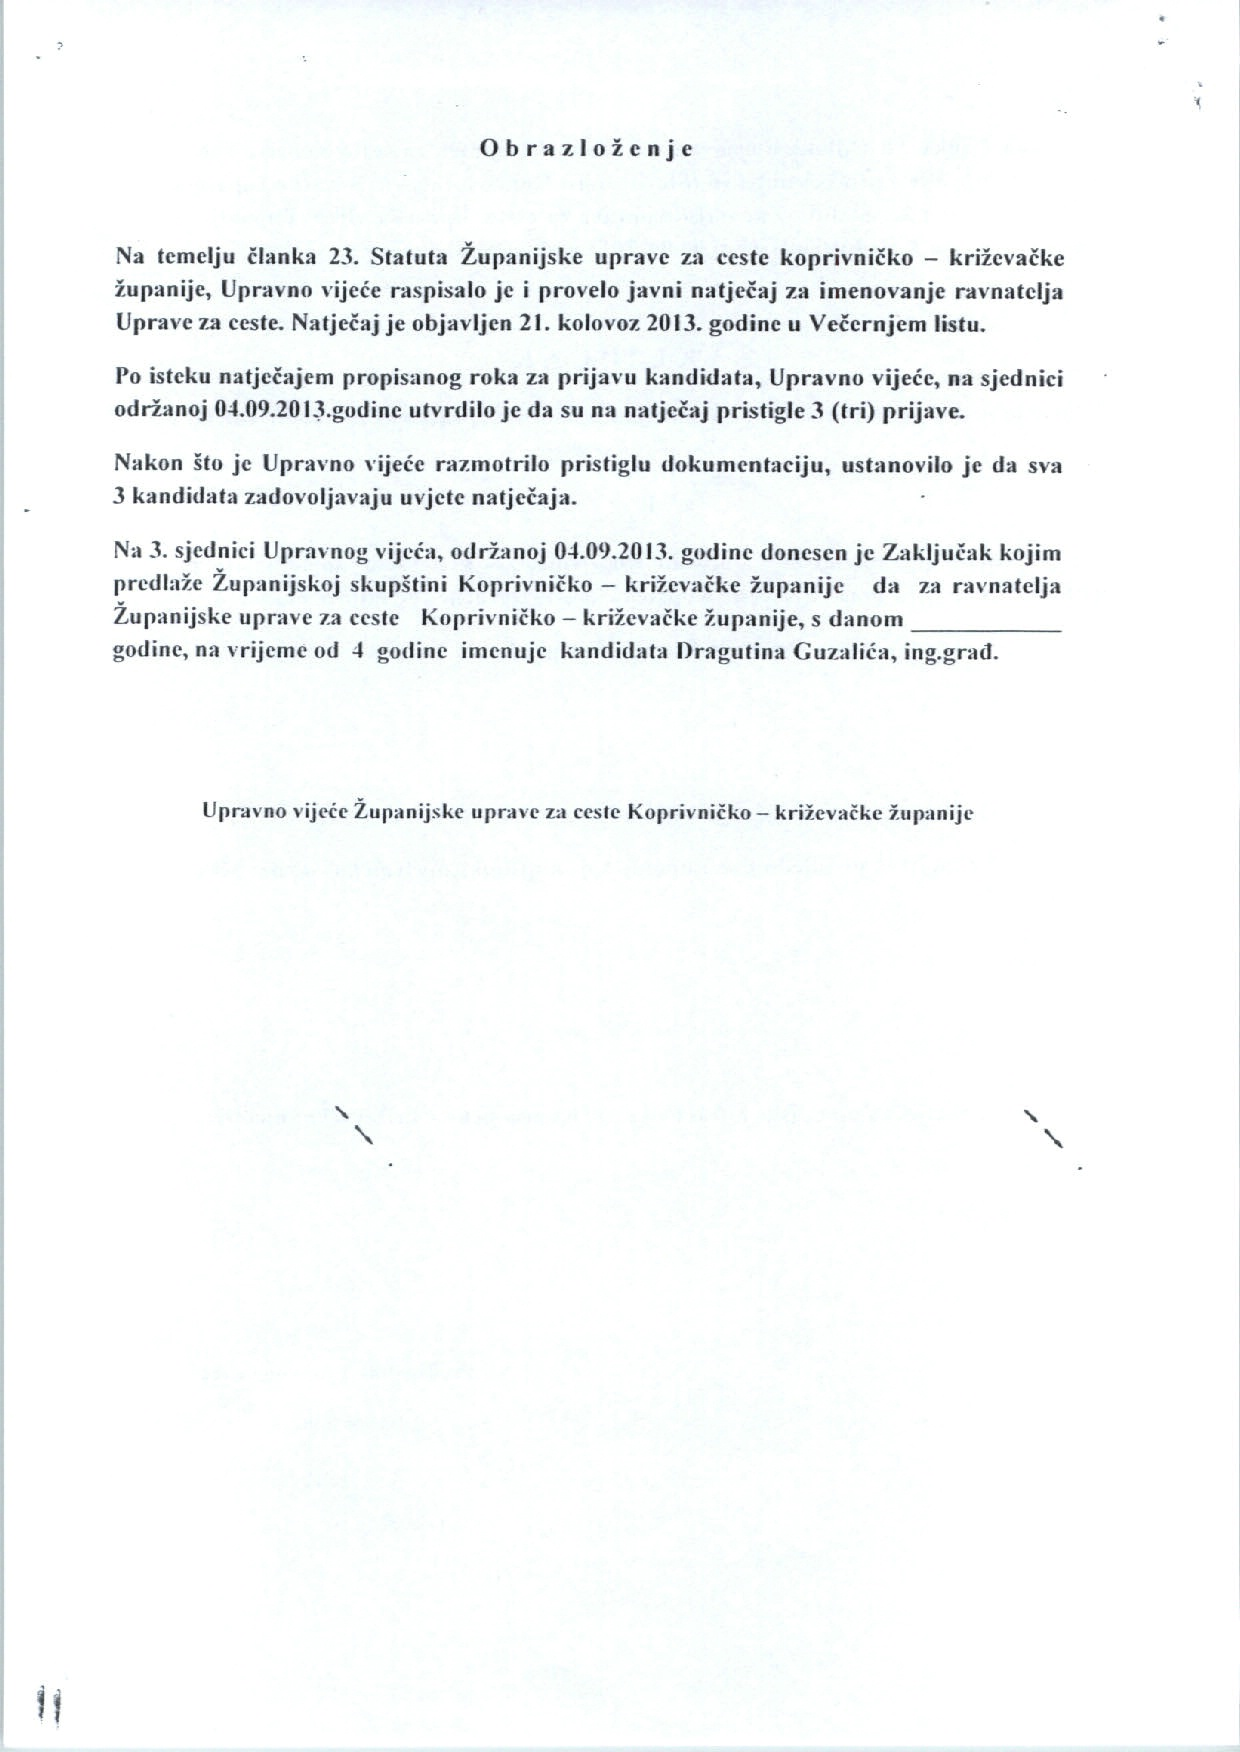 Obrazloženje
Na temelju članka 23. Statuta Županijske uprave za ceste koprivničko – križevačke
županije, Upravno vijeće raspisalo je i provelo javni natječaj za imenovanje ravnatelja
Uprave za ceste. Natječaj je objavljen 21. kolovoz 2013. godine u Večernjem listu.
Po isteku natječajem propisanog roka za prijavu kandidata, Upravno vijeće, na sjednici
održanoj 04.09.2013.godine utvrdilo je da su na natječaj pristigle 3 (tri) prijave.
Nakon što je Upravno vijeće razmotrilo pristiglu dokumentaciju, ustanovilo je da sva
3 kandidata zadovoljavaju uvjete natječaja.
Na 3. sjednici Upravnog vijeća, održanoj 04.09.2013. godine donesen je Zaključak kojim
predlaže Županijskoj skupštini Koprivničko – križevačke županije da za ravnatelja
Županijske uprave za ceste Koprivničko – križevačke županije, s danom ____________
godine, na vrijeme od 4 godine imenuje kandidata Dragutina Guzalića, ing.građ.
Upravno vijeće Županijske uprave za ceste Koprivničko – križevačke županije